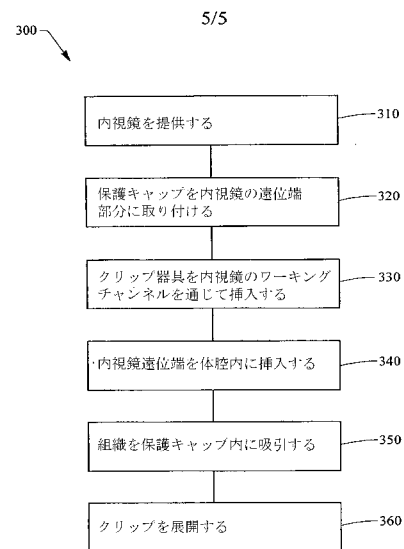 5/5
300
内視鏡を提供する
310
保護キャップを内視鏡の遠位端
部分に取り付ける
320
クリップ器具を内視鏡のワーキング
チャンネルを通じて挿入する
330
内視鏡遠位端を体腔内に挿入する
340
組織を保護キャップ内に吸引する
350
クリップを展開する
360